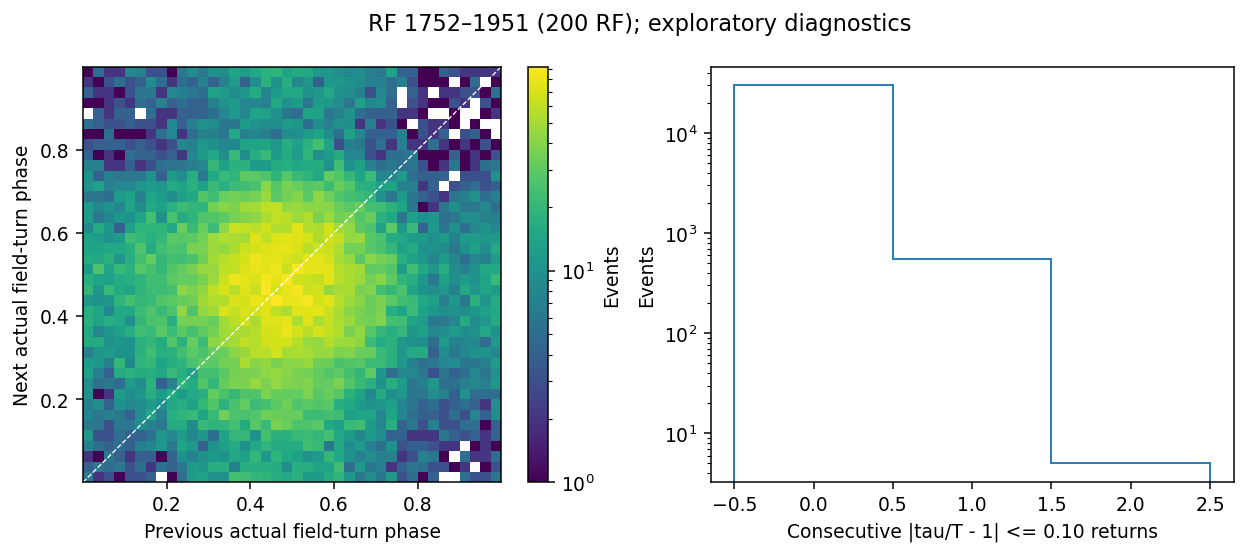 RF 1752–1951 (200 RF); exploratory diagnostics
Next actual field-turn phase
0.8
0.6
0.4
0.2
0.2 0.4 0.6 0.8
Previous actual field-turn phase
10¹
10⁰
Events
Events
10⁴
10³
10²
10¹
−0.5 0.0 0.5 1.0 1.5 2.0 2.5
Consecutive |tau/T - 1| <= 0.10 returns